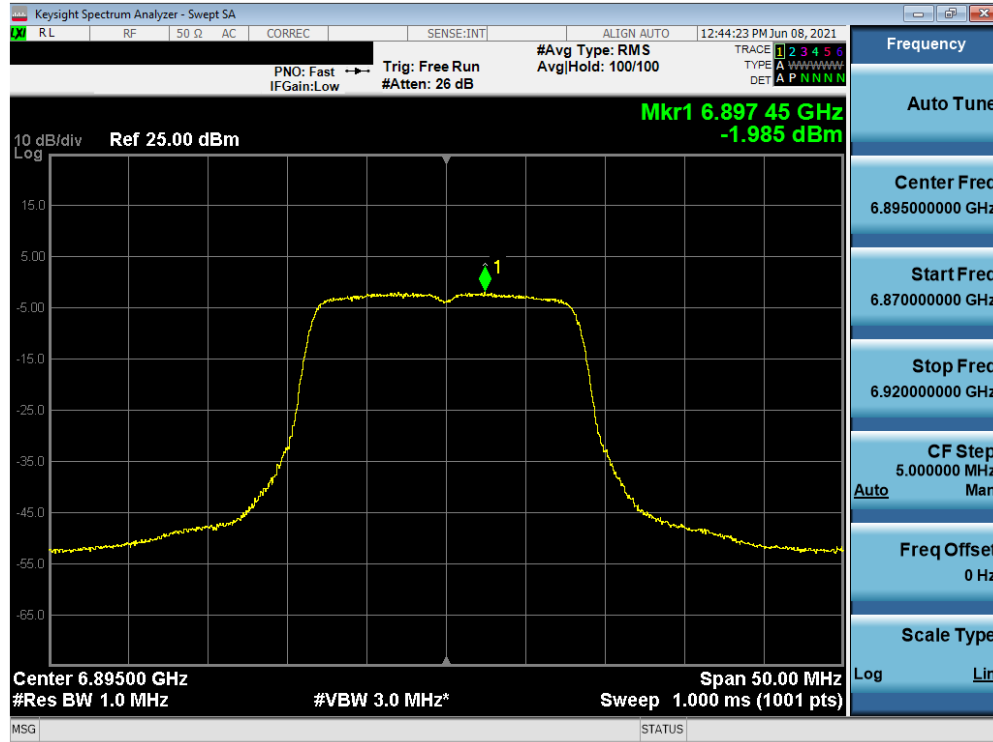 Keysight Spectrum Analyzer - Swept SA
LXI RL RF 50 Ω AC CORREC SENSE:INT ALIGN AUTO 12:44:23 PM Jun 08, 2021
PNO: Fast Trig: Free Run #Avg Type: RMS TRACE 1 2 3 4 5 6
IFGain:Low #Atten: 26 dB Avg|Hold: 100/100 TYPE A WWWWW
DET A P N N N N
Mkr1 6.897 45 GHz
-1.985 dBm
10 dB/div Ref 25.00 dBm
Log
15.0
5.00
1
-5.00
-15.0
-25.0
-35.0
-45.0
-55.0
-65.0
Center 6.89500 GHz Span 50.00 MHz
#Res BW 1.0 MHz #VBW 3.0 MHz* Sweep 1.000 ms (1001 pts)
MSG STATUS
Frequency
Auto Tune
Center Freq
6.895000000 GHz
Start Freq
6.870000000 GHz
Stop Freq
6.920000000 GHz
CF Step
5.000000 MHz
Auto Man
Freq Offset
0 Hz
Scale Type
Log Lin